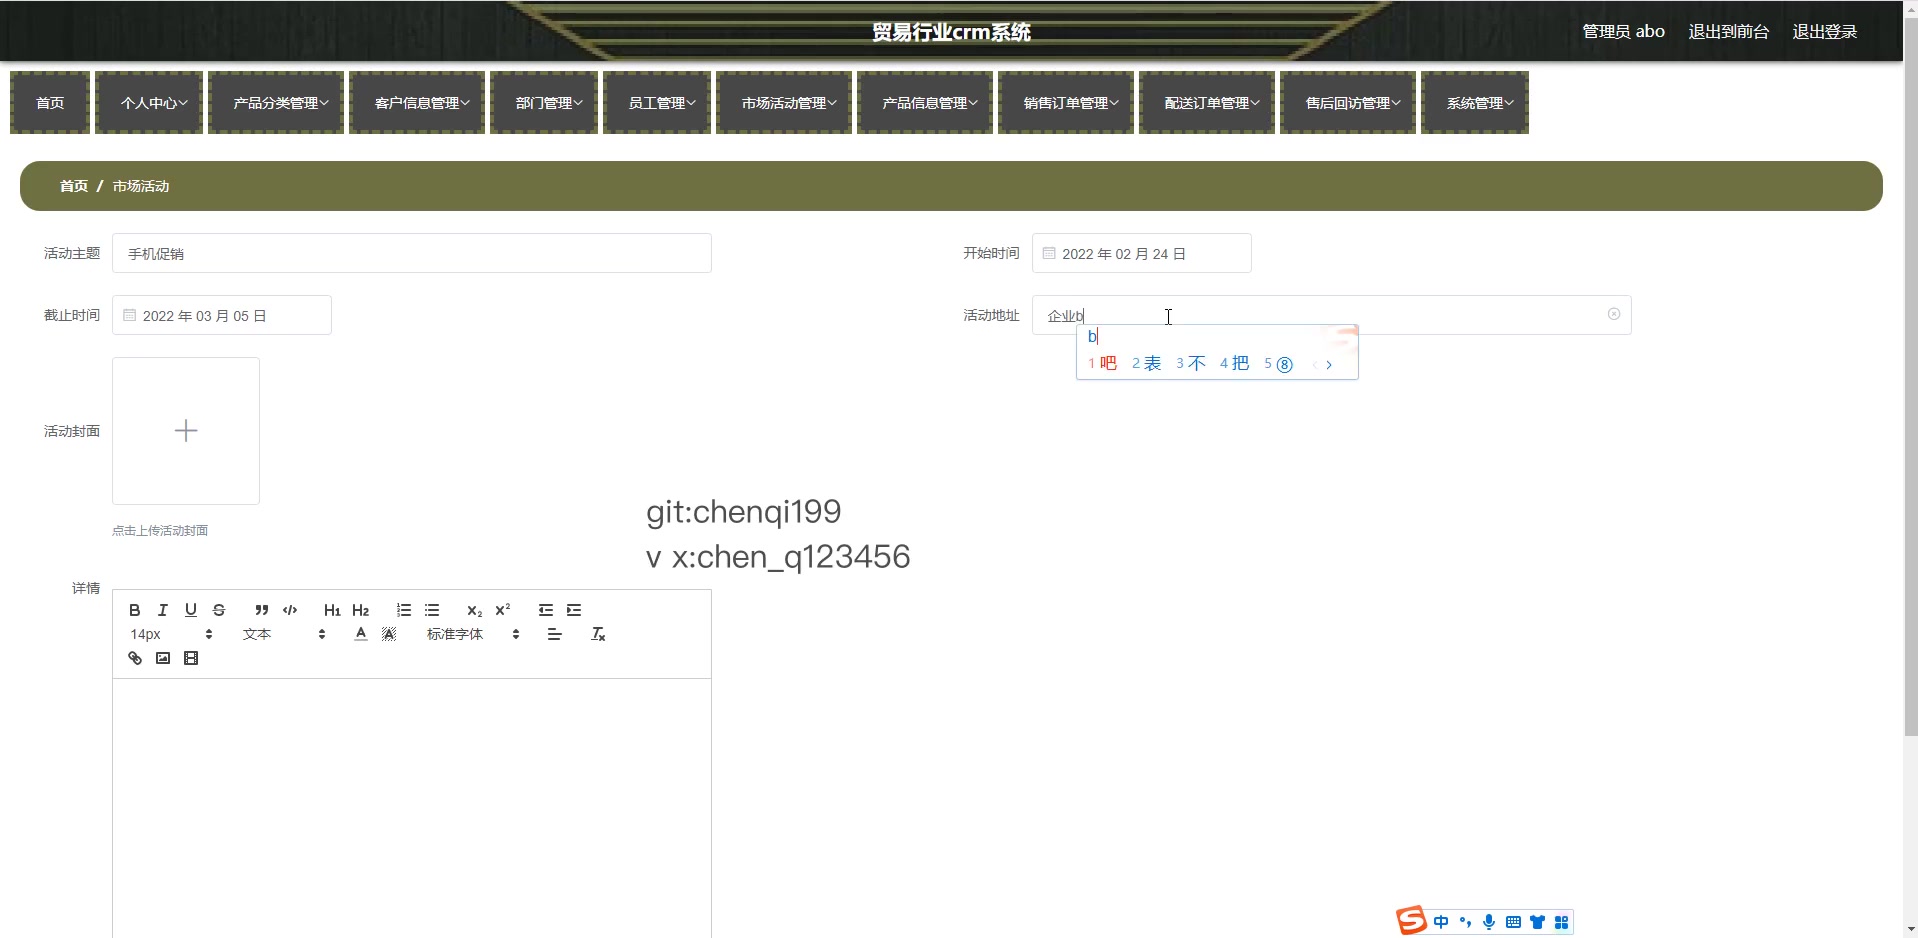 贸易行业crm系统
管理员 abo 退出到前台 退出登录
首页 个人中心 产品分类管理 客户信息管理 部门管理 员工管理 市场活动管理 产品信息管理 销售订单管理 配送订单管理 售后回访管理 系统管理
首页 / 市场活动
活动主题 手机促销 开始时间 2022 年 02 月 24 日
截止时间 2022 年 03 月 05 日 活动地址 企业b
b
1 吧 2 表 3 不 4 把 5 ⑧
活动封面
点击上传活动封面
git:chenqi199
v x:chen_q123456
详情
B I U S H1 H2 X2 X2
14px 文本 A A 标准字体
中